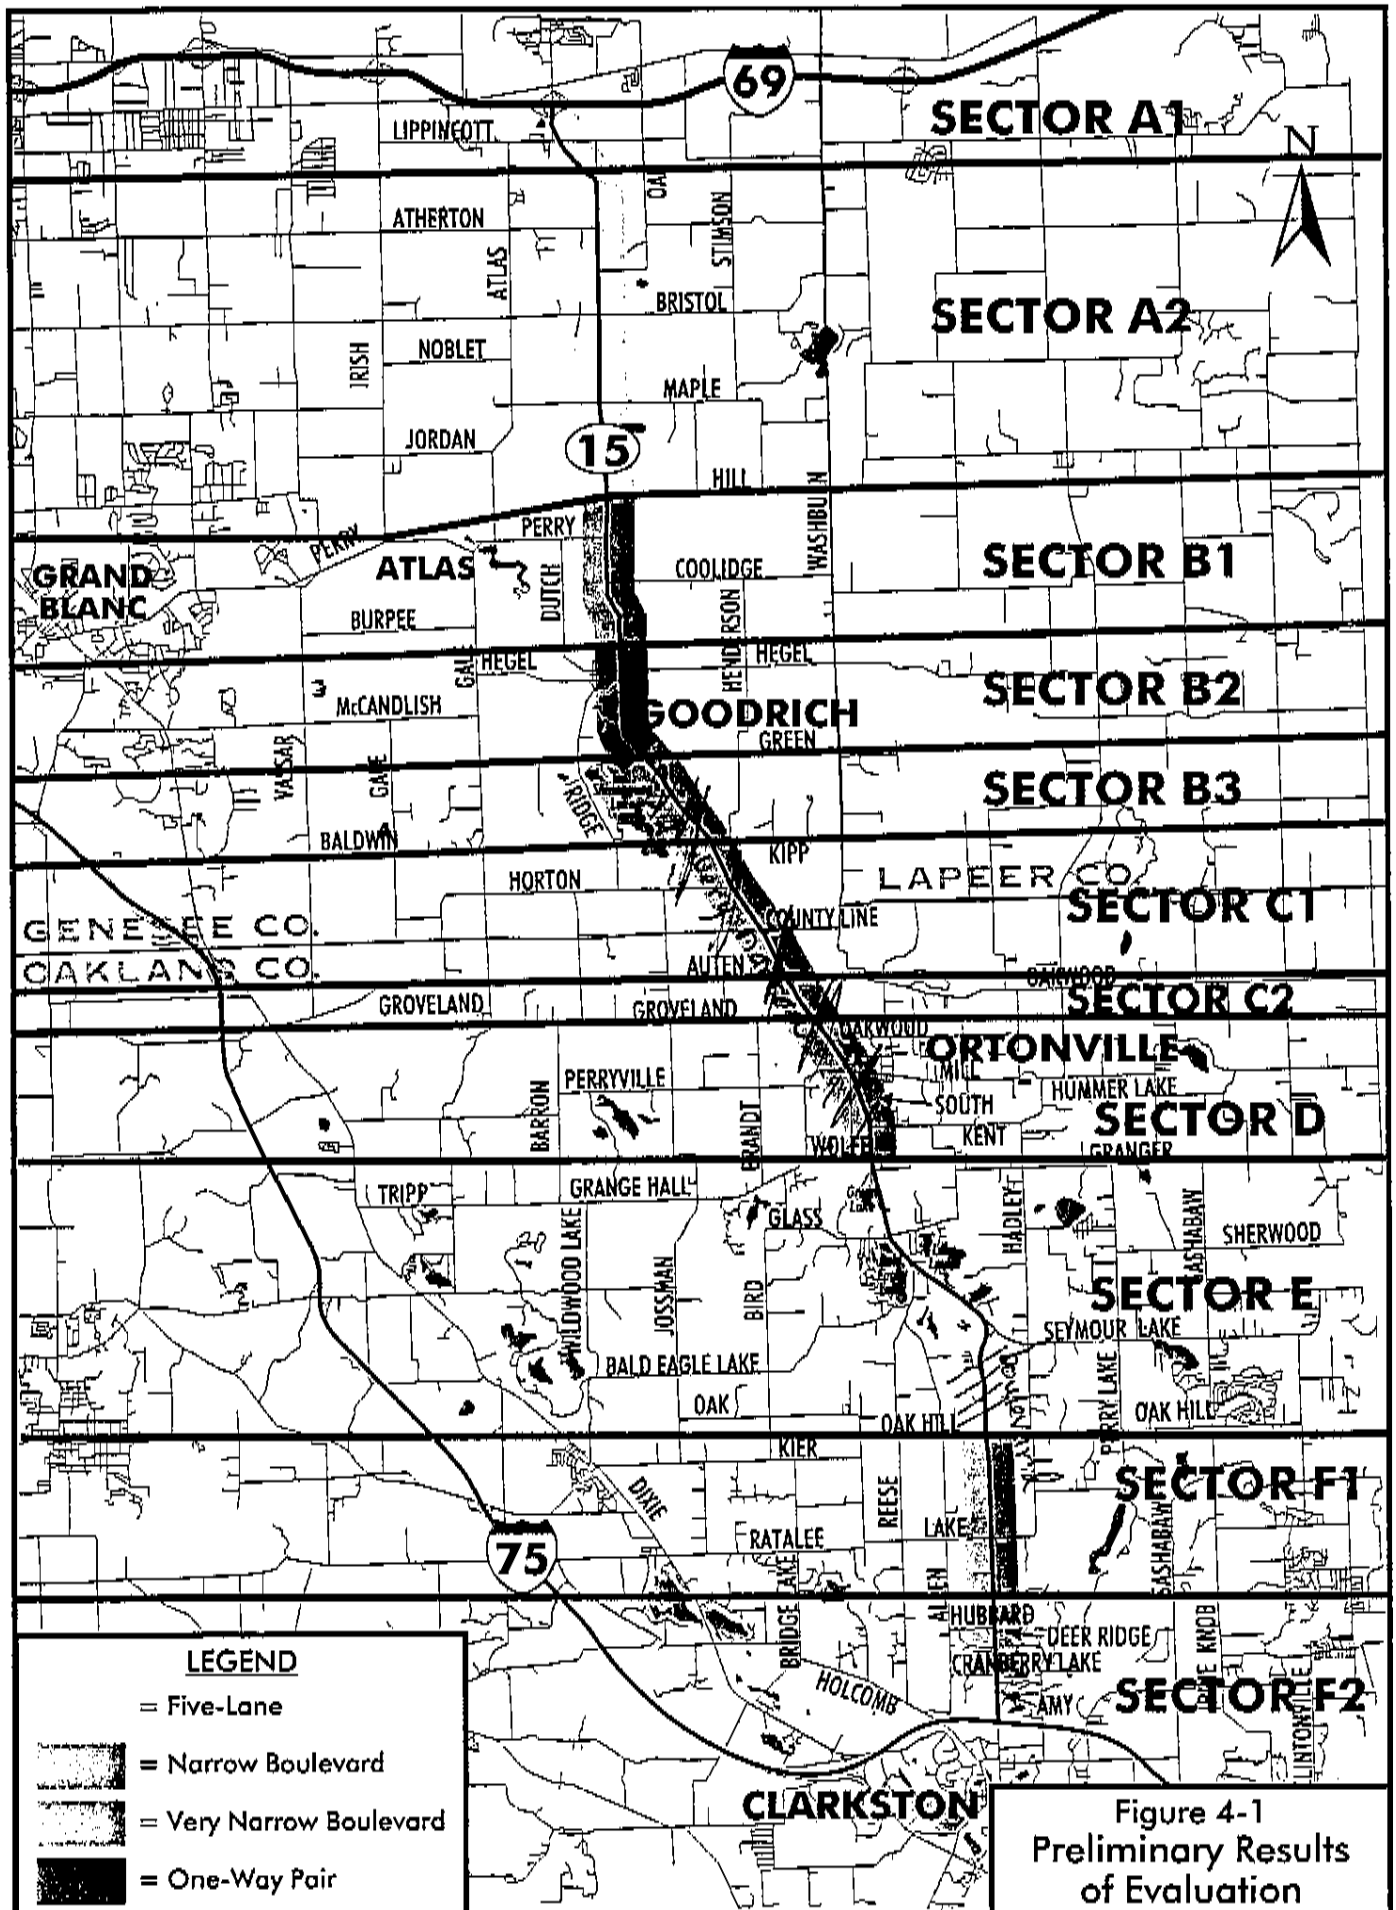 69
SECTOR A1
LIPPINCOTT
N
ATHERTON
STIMSON
ATLAS
BRISTOL
SECTOR A2
NOBLET
IRISH
MAPLE
JORDAN
15
HILL
WASHBURN
PERRY
PERRY
ATLAS
COOLIDGE
SECTOR B1
GRAND
BLANC
DUTCH
BURPEE
HENDERSON
HEGEL
HEGEL
GALE
SECTOR B2
McCANDLISH
GOODRICH
GREEN
VASSAR
GALE
SECTOR B3
RIDGE
BALDWIN
KIPP
HORTON
LAPEER CO.
SECTOR C1
COUNTY LINE
GENESEE CO.
OAKLAND CO.
AUTEN
OAKWOOD
SECTOR C2
GROVELAND
GROVELAND
OAKWOOD
ORTONVILLE
MILL
PERRYVILLE
HUMMER LAKE
SOUTH
BARRON
BRANDT
SECTOR D
KENT
WOLFE
GRANGER
TRIPP
GRANGE HALL
GLASS
HADLEY
SASHABAW
SHERWOOD
WILDWOOD LAKE
JOSSMAN
BIRD
SECTOR E
SEYMOUR LAKE
BALD EAGLE LAKE
PERRY LAKE
OAK
OAK HILL
OAK HILL
KIER
SECTOR F1
DIXIE
REESE
LAKE
RATALEE
SASHABAW
75
ALLEN
BRIDGE LAKE
HUBBARD
DEER RIDGE
CRANBERRY LAKE
PINE KNOB
HOLCOMB
AMY
SECTOR F2
CLINTONVILLE
CLARKSTON
LEGEND
= Five-Lane
= Narrow Boulevard
= Very Narrow Boulevard
= One-Way Pair
Figure 4-1
Preliminary Results
of Evaluation